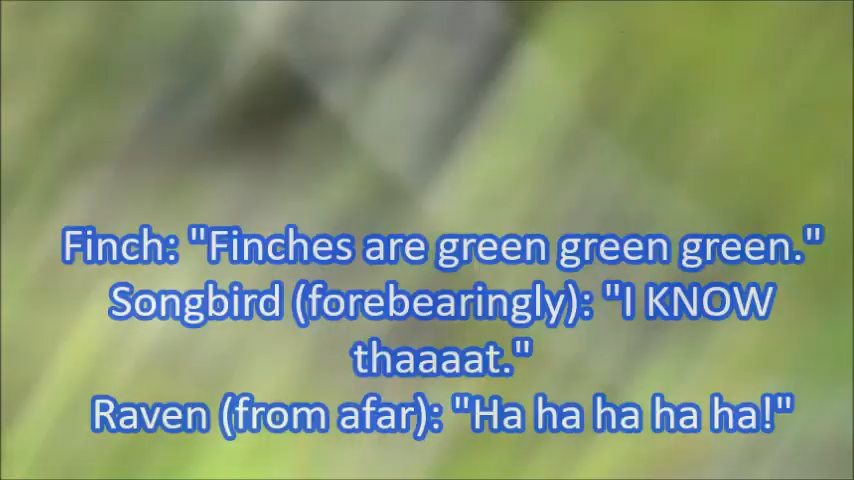 Finch: "Finches are green green green."
Songbird (forebearingly): "I KNOW
thaaaat."
Raven (from afar): "Ha ha ha ha ha!"